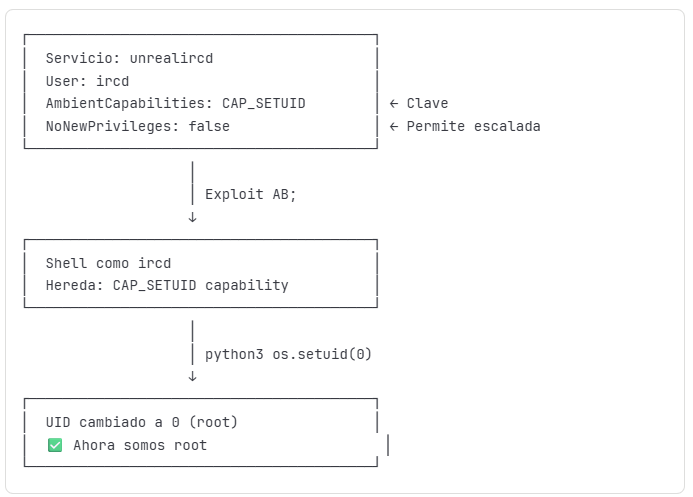 Servicio: unrealircd
User: ircd
AmbientCapabilities: CAP_SETUID ← Clave
NoNewPrivileges: false ← Permite escalada
Exploit AB;
↓
Shell como ircd
Hereda: CAP_SETUID capability
python3 os.setuid(0)
↓
UID cambiado a 0 (root)
✅ Ahora somos root